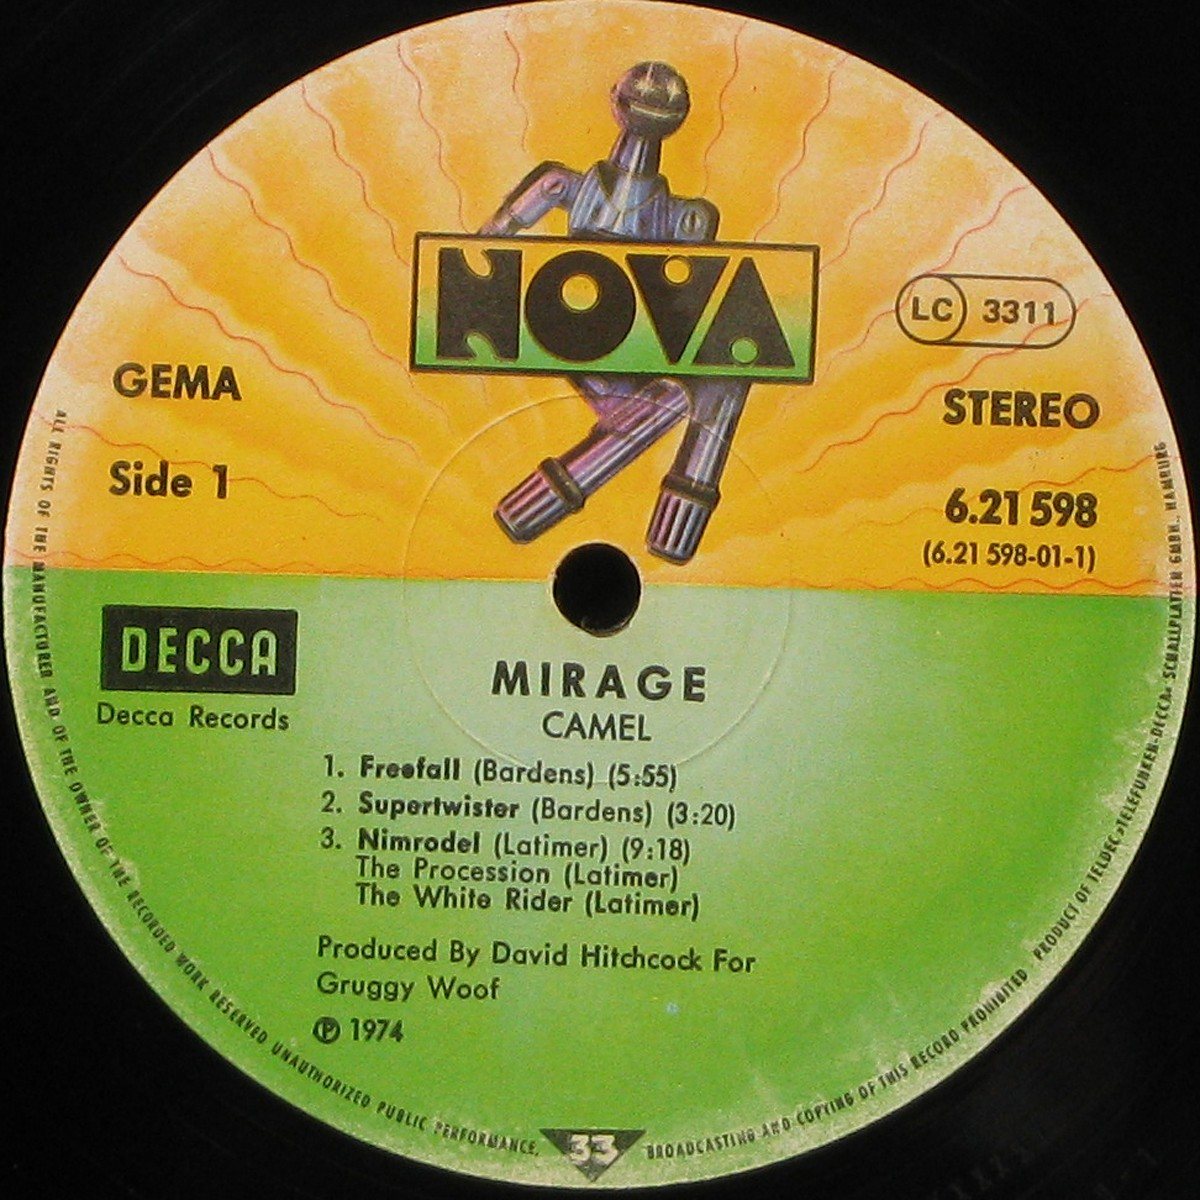 NOVA
LC 3311
GEMA
STEREO
Side 1
6.21 598
(6.21 598-01-1)
DECCA
Decca Records
MIRAGE
CAMEL
1. Freefall (Bardens) (5:55)
2. Supertwister (Bardens) (3:20)
3. Nimrodel (Latimer) (9:18)
The Procession (Latimer)
The White Rider (Latimer)
Produced By David Hitchcock For
Gruggy Woof
℗ 1974
ALL RIGHTS OF THE MANUFACTURER AND OF THE OWNER OF THE RECORDED WORK RESERVED UNAUTHORIZED PUBLIC PERFORMANCE,
33
BROADCASTING AND COPYING OF THIS RECORD PROHIBITED PRODUCT OF TELDEC »TELEFUNKEN-DECCA« SCHALLPLATTEN GMBH., HAMBURG